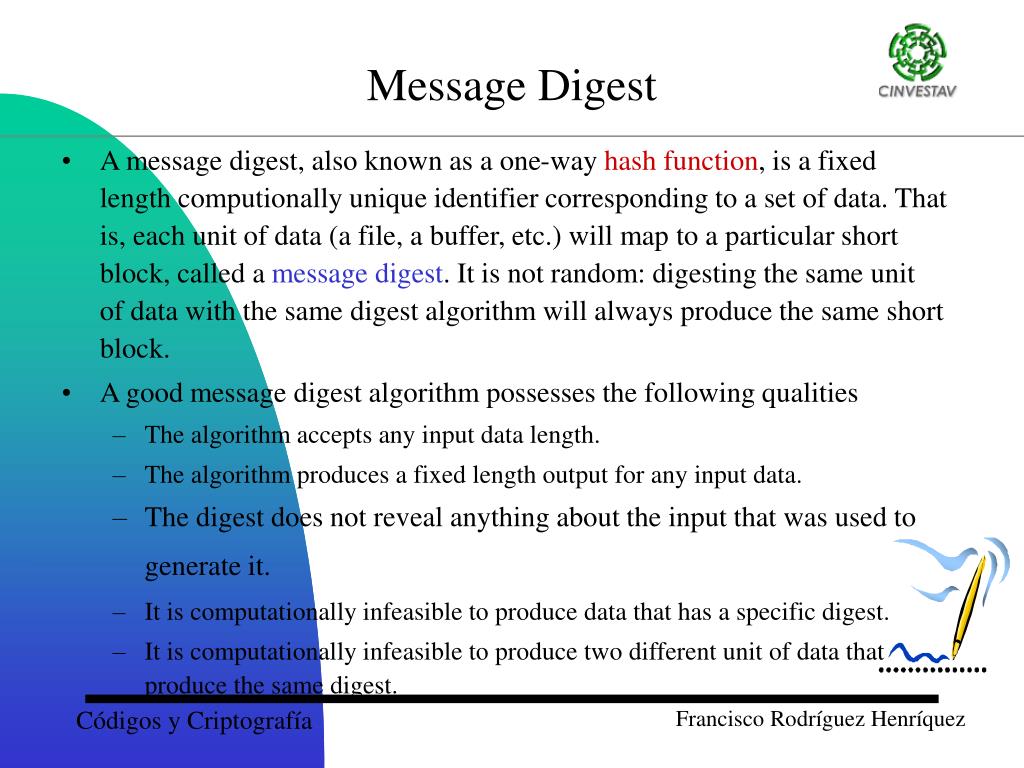 Message Digest
CINVESTAV
• A message digest, also known as a one-way hash function, is a fixed
length computionally unique identifier corresponding to a set of data. That
is, each unit of data (a file, a buffer, etc.) will map to a particular short
block, called a message digest. It is not random: digesting the same unit
of data with the same digest algorithm will always produce the same short
block.
• A good message digest algorithm possesses the following qualities
– The algorithm accepts any input data length.
– The algorithm produces a fixed length output for any input data.
– The digest does not reveal anything about the input that was used to
generate it.
– It is computationally infeasible to produce data that has a specific digest.
– It is computationally infeasible to produce two different unit of data that
produce the same digest.
Códigos y Criptografía
Francisco Rodríguez Henríquez